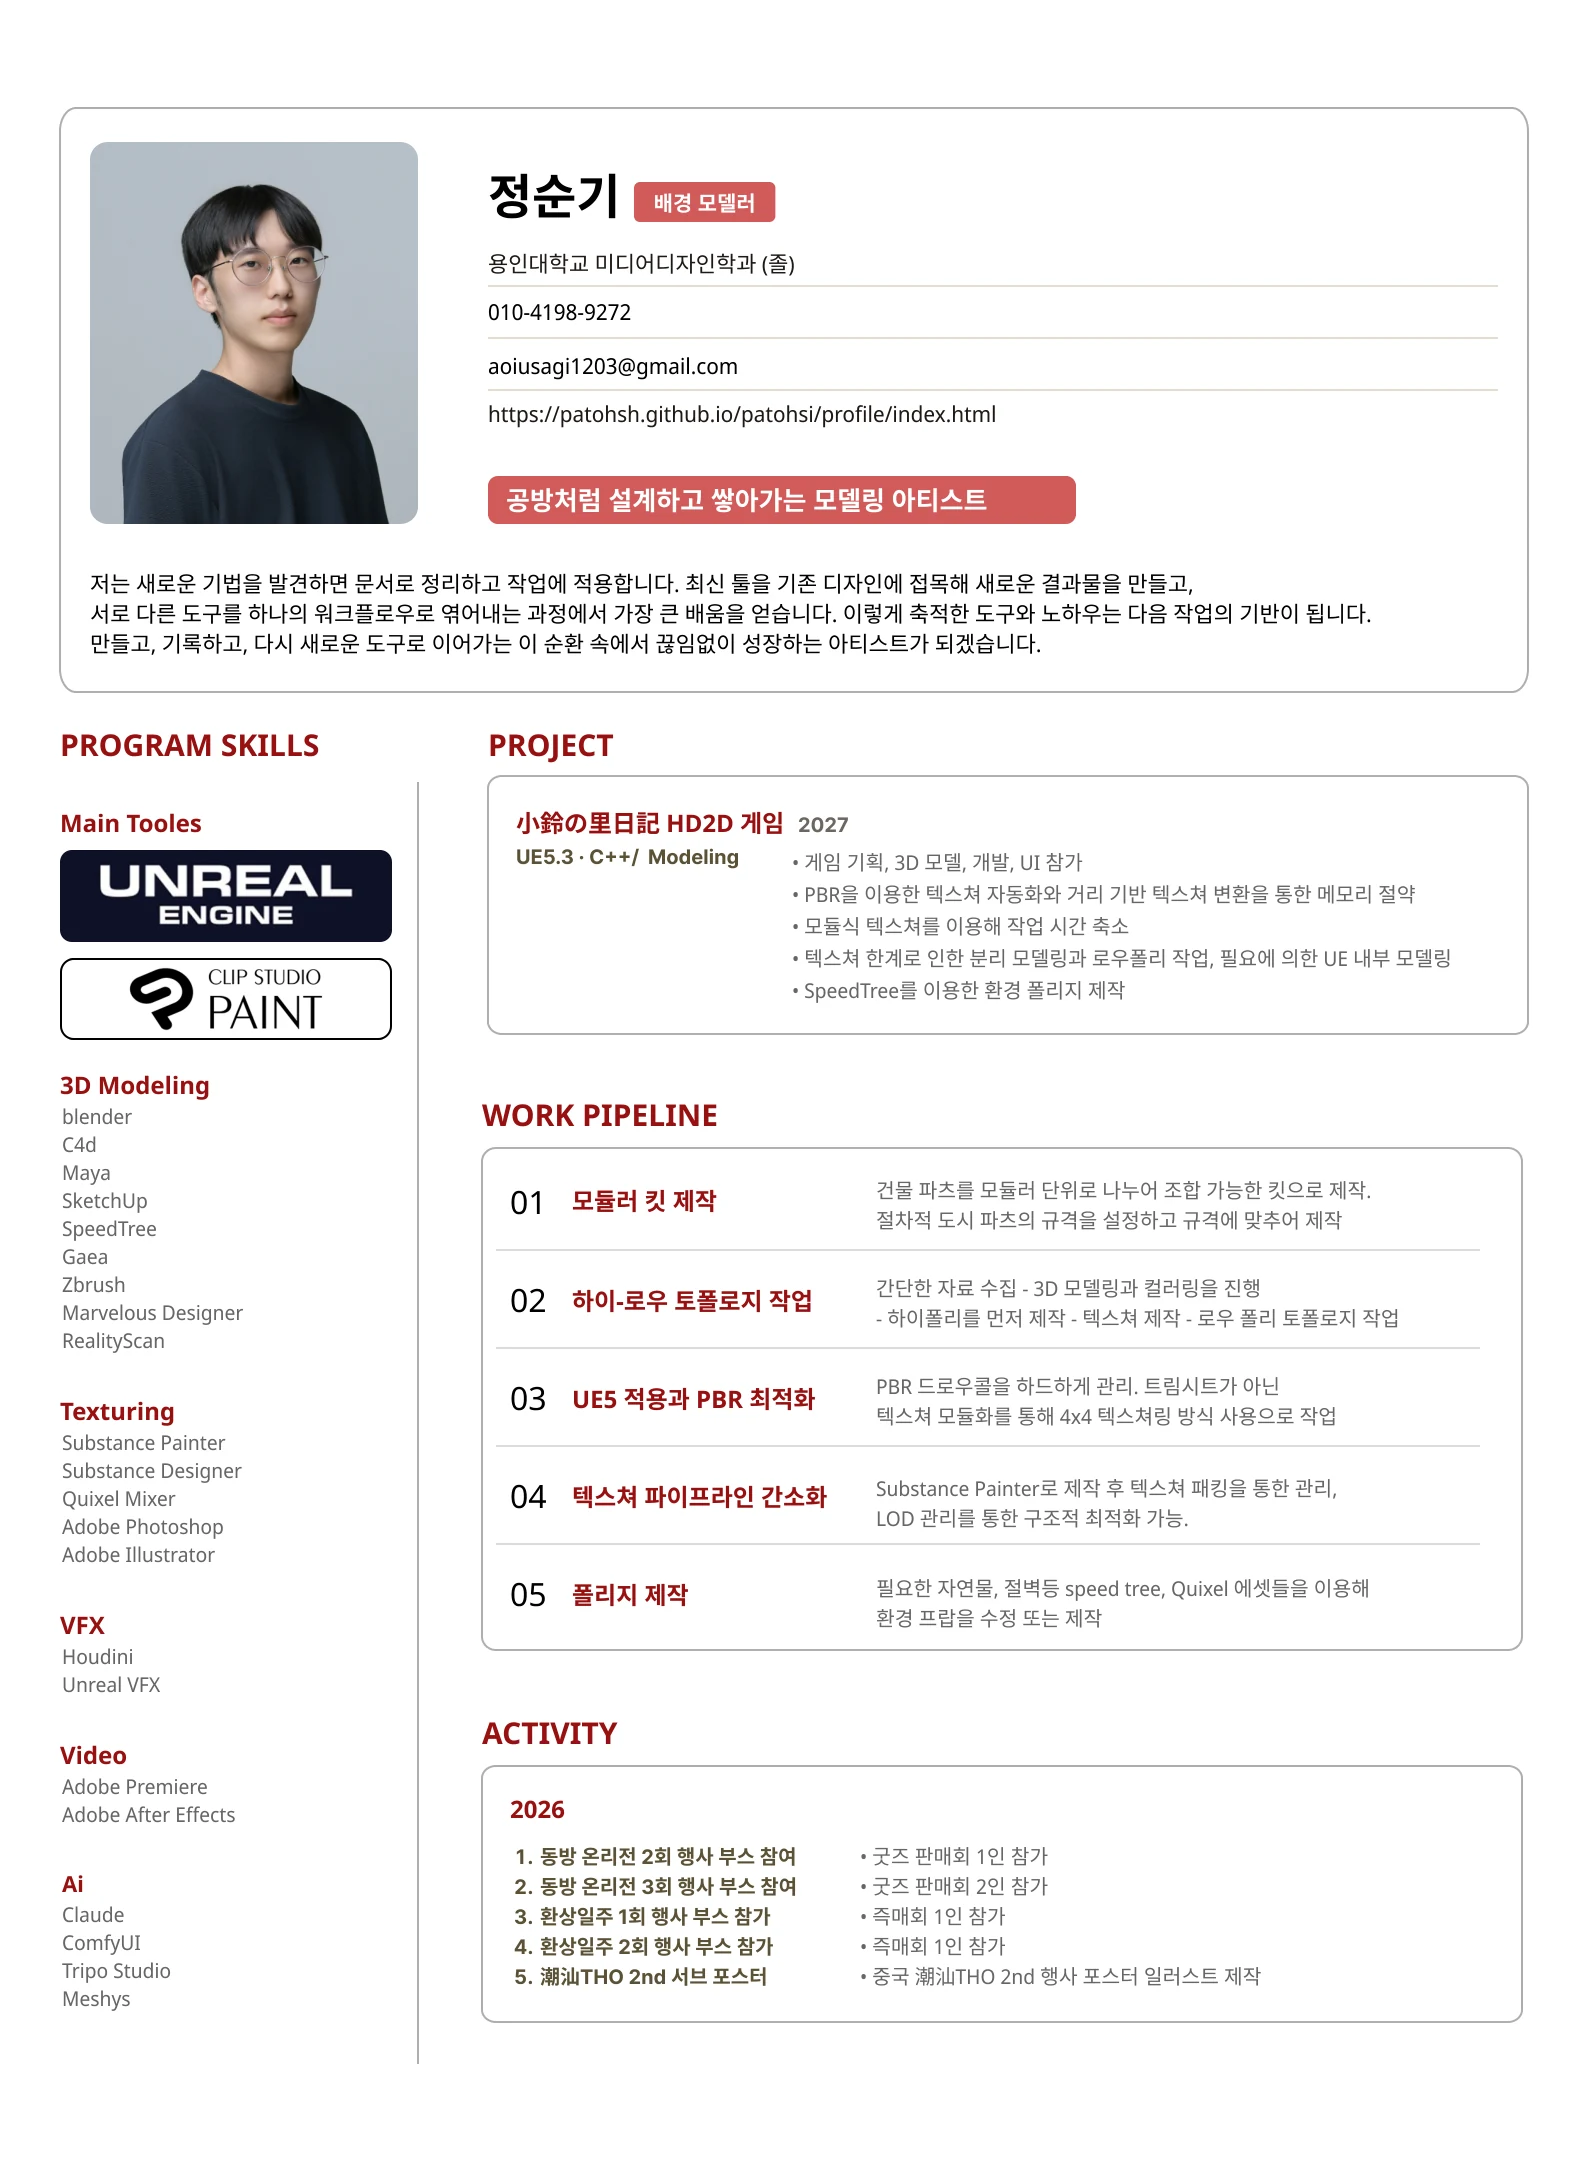 정순기 배경 모델러
용인대학교 미디어디자인학과 (졸)
010-4198-9272
aoiusagi1203@gmail.com
https://patohsh.github.io/patohsi/profile/index.html
공방처럼 설계하고 쌓아가는 모델링 아티스트
저는 새로운 기법을 발견하면 문서로 정리하고 작업에 적용합니다. 최신 툴을 기존 디자인에 접목해 새로운 결과물을 만들고,
서로 다른 도구를 하나의 워크플로우로 엮어내는 과정에서 가장 큰 배움을 얻습니다. 이렇게 축적한 도구와 노하우는 다음 작업의 기반이 됩니다.
만들고, 기록하고, 다시 새로운 도구로 이어가는 이 순환 속에서 끊임없이 성장하는 아티스트가 되겠습니다.
PROGRAM SKILLS
Main Tooles
UNREAL
ENGINE
CLIP STUDIO
PAINT
3D Modeling
blender
C4d
Maya
SketchUp
SpeedTree
Gaea
Zbrush
Marvelous Designer
RealityScan
Texturing
Substance Painter
Substance Designer
Quixel Mixer
Adobe Photoshop
Adobe Illustrator
VFX
Houdini
Unreal VFX
Video
Adobe Premiere
Adobe After Effects
Ai
Claude
ComfyUI
Tripo Studio
Meshys
PROJECT
小鈴の里日記 HD2D 게임 2027
UE5.3 · C++/ Modeling
• 게임 기획, 3D 모델, 개발, UI 참가
• PBR을 이용한 텍스쳐 자동화와 거리 기반 텍스쳐 변환을 통한 메모리 절약
• 모듈식 텍스쳐를 이용해 작업 시간 축소
• 텍스쳐 한계로 인한 분리 모델링과 로우폴리 작업, 필요에 의한 UE 내부 모델링
• SpeedTree를 이용한 환경 폴리지 제작
WORK PIPELINE
01 모듈러 킷 제작
건물 파츠를 모듈러 단위로 나누어 조합 가능한 킷으로 제작.
절차적 도시 파츠의 규격을 설정하고 규격에 맞추어 제작
02 하이-로우 토폴로지 작업
간단한 자료 수집 - 3D 모델링과 컬러링을 진행
- 하이폴리를 먼저 제작 - 텍스쳐 제작 - 로우 폴리 토폴로지 작업
03 UE5 적용과 PBR 최적화
PBR 드로우콜을 하드하게 관리. 트림시트가 아닌
텍스쳐 모듈화를 통해 4x4 텍스쳐링 방식 사용으로 작업
04 텍스쳐 파이프라인 간소화
Substance Painter로 제작 후 텍스쳐 패킹을 통한 관리,
LOD 관리를 통한 구조적 최적화 가능.
05 폴리지 제작
필요한 자연물, 절벽등 speed tree, Quixel 에셋들을 이용해
환경 프랍을 수정 또는 제작
ACTIVITY
2026
1. 동방 온리전 2회 행사 부스 참여 • 굿즈 판매회 1인 참가
2. 동방 온리전 3회 행사 부스 참여 • 굿즈 판매회 2인 참가
3. 환상일주 1회 행사 부스 참가 • 즉매회 1인 참가
4. 환상일주 2회 행사 부스 참가 • 즉매회 1인 참가
5. 潮汕THO 2nd 서브 포스터 • 중국 潮汕THO 2nd 행사 포스터 일러스트 제작